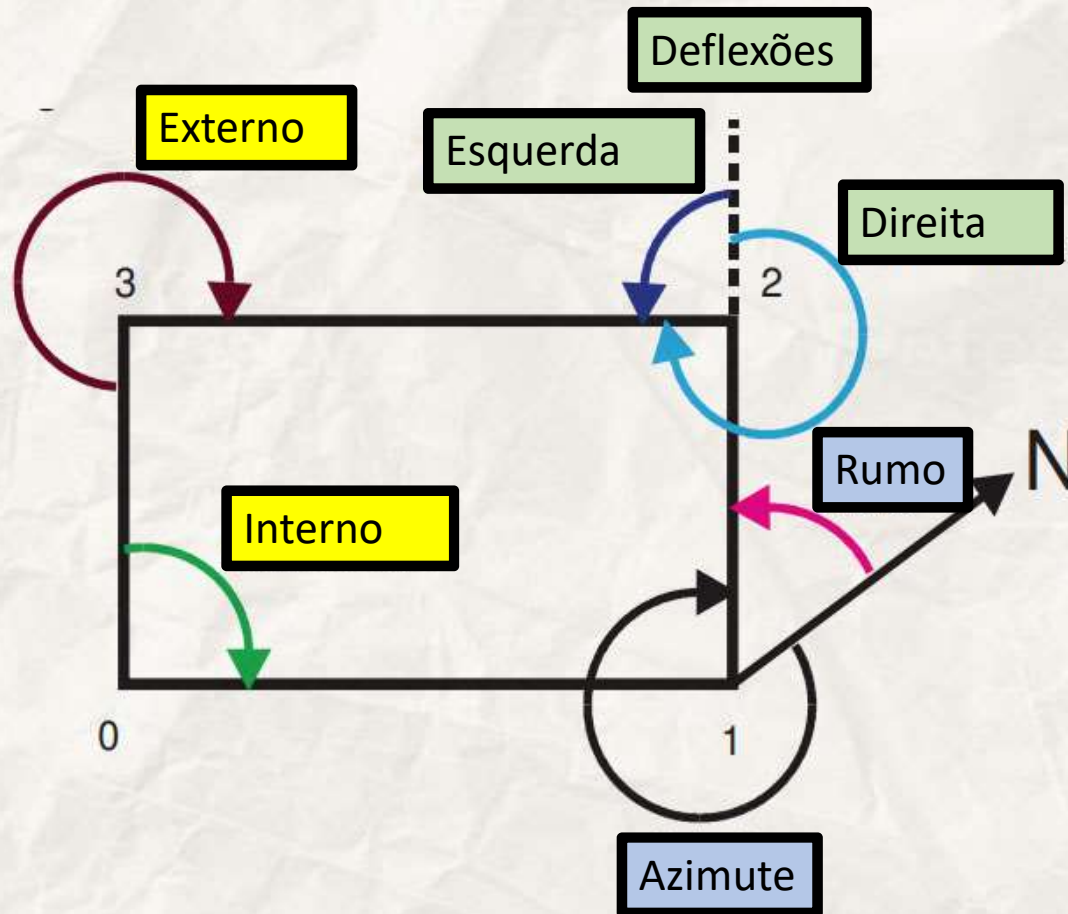 Deflexões
Externo
Esquerda
Direita
3
2
Rumo
N
Interno
0
1
Azimute